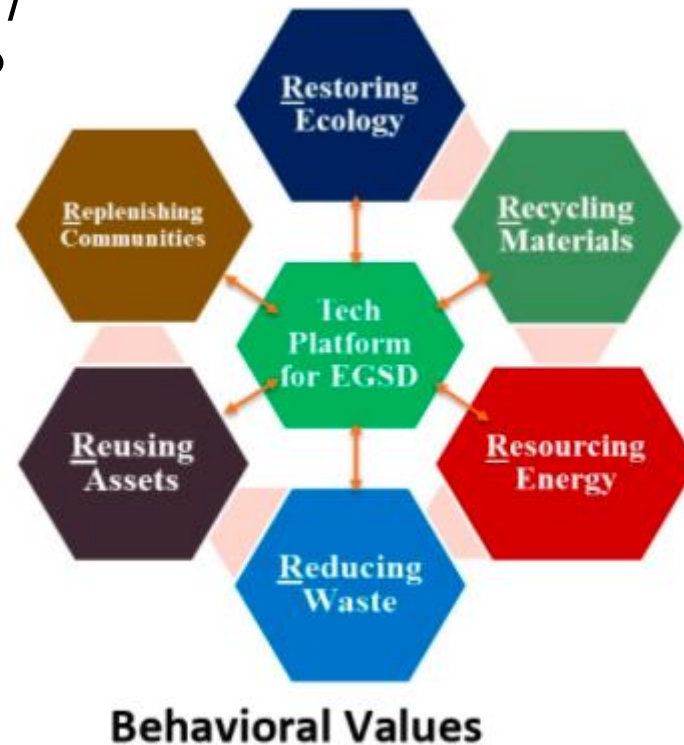 Restoring
Ecology
Replenishing
Communities
Recycling
Materials
Tech
Platform
for EGSD
Reusing
Assets
Resourcing
Energy
Reducing
Waste
Behavioral Values